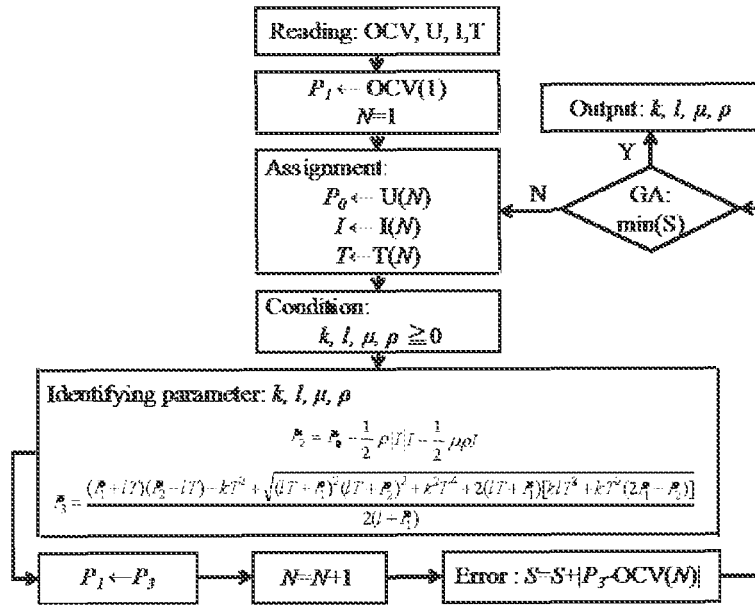 Reading: OCV, U, I,T
P₁ ← OCV(1)
N=1
Output: k, l, μ, ρ
Y
Assignment:
P₀ ← U(N)
I ← I(N)
T ← T(N)
N
GA:
min(S)
Condition:
k, l, μ, ρ ≧ 0
Identifying parameter: k, l, μ, ρ
P₁ ← P₃
N=N+1
Error : S=S+|P₃-OCV(N)|